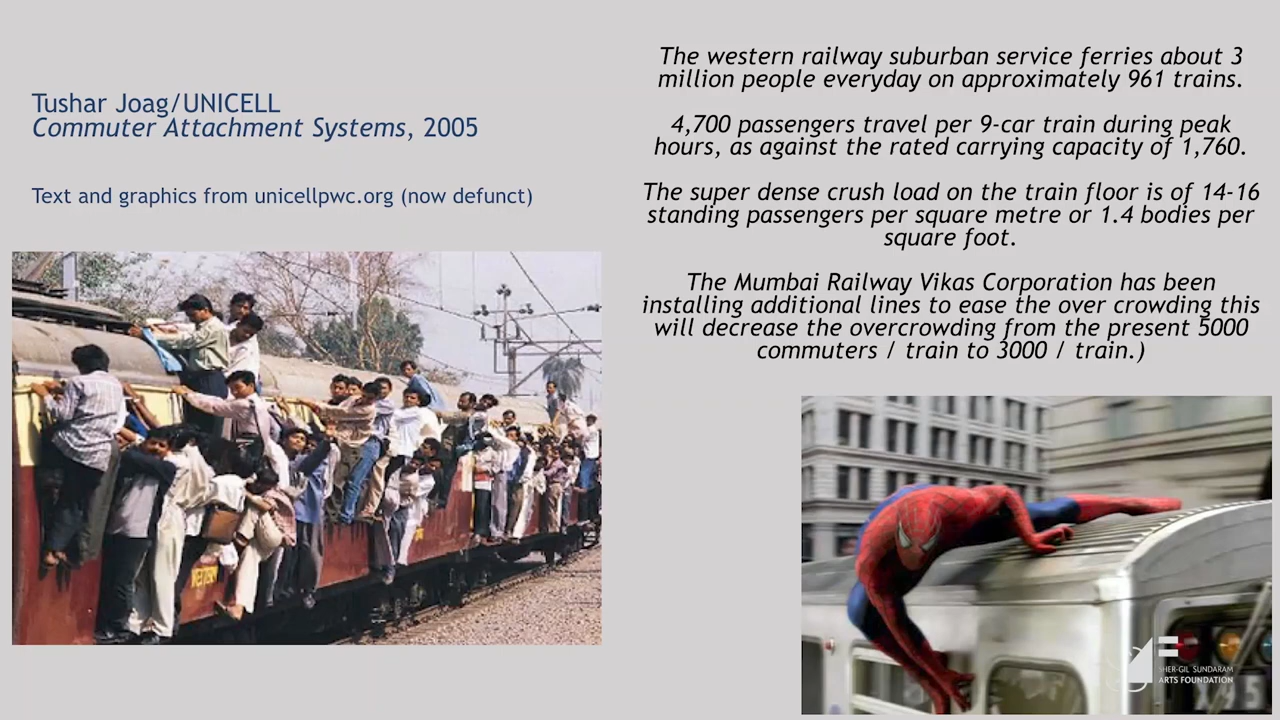 Tushar Joag/UNICELL
Commuter Attachment Systems, 2005
Text and graphics from unicellpwc.org (now defunct)
The western railway suburban service ferries about 3
million people everyday on approximately 961 trains.
4,700 passengers travel per 9-car train during peak
hours, as against the rated carrying capacity of 1,760.
The super dense crush load on the train floor is of 14-16
standing passengers per square metre or 1.4 bodies per
square foot.
The Mumbai Railway Vikas Corporation has been
installing additional lines to ease the over crowding this
will decrease the overcrowding from the present 5000
commuters / train to 3000 / train.)
SHER-GIL SUNDARAM
ARTS FOUNDATION